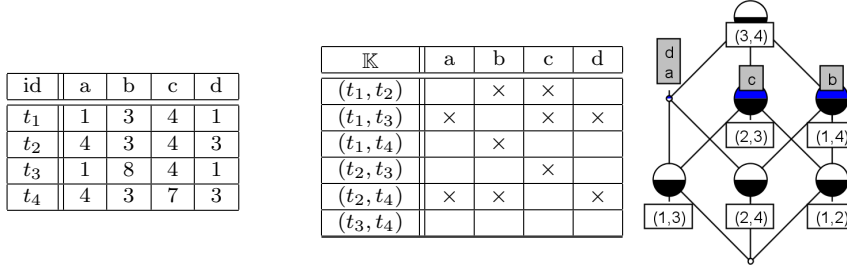 id a b c d
t₁ 1 3 4 1
t₂ 4 3 4 3
t₃ 1 8 4 1
t₄ 4 3 7 3
𝕂 a b c d
(t₁, t₂) × ×
(t₁, t₃) × × ×
(t₁, t₄) ×
(t₂, t₃) ×
(t₂, t₄) × × ×
(t₃, t₄)
(3,4)
d
a
c
b
(2,3)
(1,4)
(1,3)
(2,4)
(1,2)